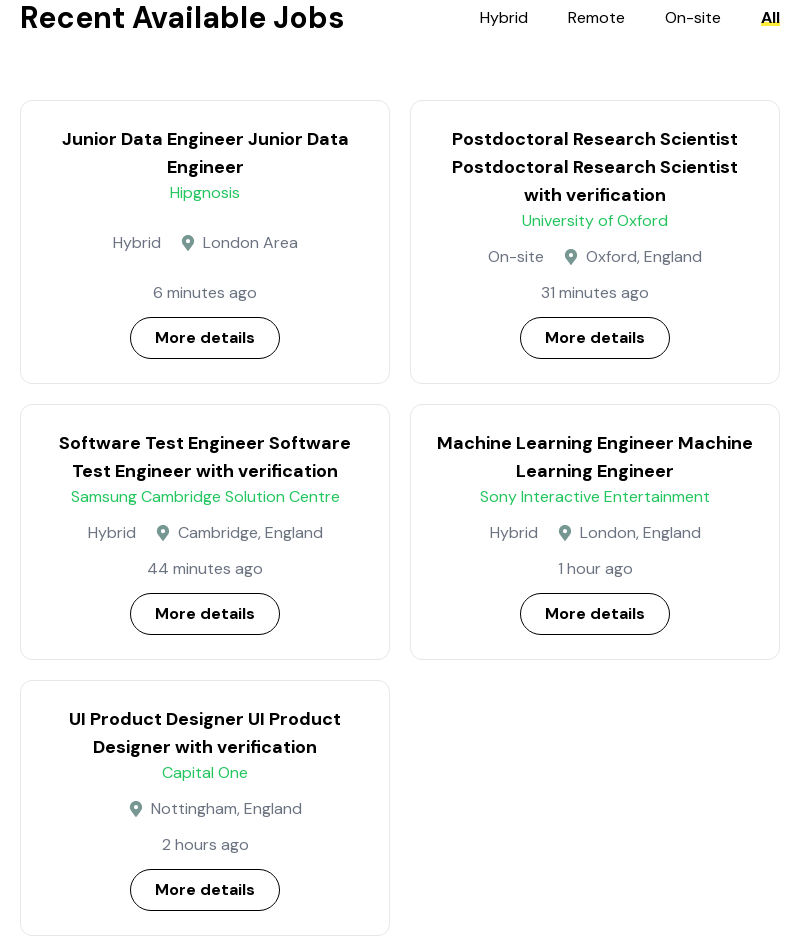 Recent Available Jobs
Hybrid Remote On-site All
Junior Data Engineer Junior Data
Engineer
Hipgnosis
Hybrid London Area
6 minutes ago
More details
Postdoctoral Research Scientist
Postdoctoral Research Scientist
with verification
University of Oxford
On-site Oxford, England
31 minutes ago
More details
Software Test Engineer Software
Test Engineer with verification
Samsung Cambridge Solution Centre
Hybrid Cambridge, England
44 minutes ago
More details
Machine Learning Engineer Machine
Learning Engineer
Sony Interactive Entertainment
Hybrid London, England
1 hour ago
More details
UI Product Designer UI Product
Designer with verification
Capital One
Nottingham, England
2 hours ago
More details